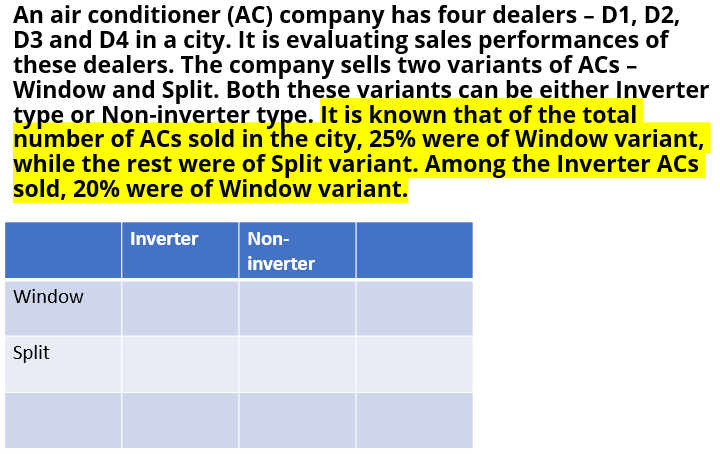 An air conditioner (AC) company has four dealers – D1, D2,
D3 and D4 in a city. It is evaluating sales performances of
these dealers. The company sells two variants of ACs –
Window and Split. Both these variants can be either Inverter
type or Non-inverter type. It is known that of the total
number of ACs sold in the city, 25% were of Window variant,
while the rest were of Split variant. Among the Inverter ACs
sold, 20% were of Window variant.
Inverter
Non-
inverter
Window
Split